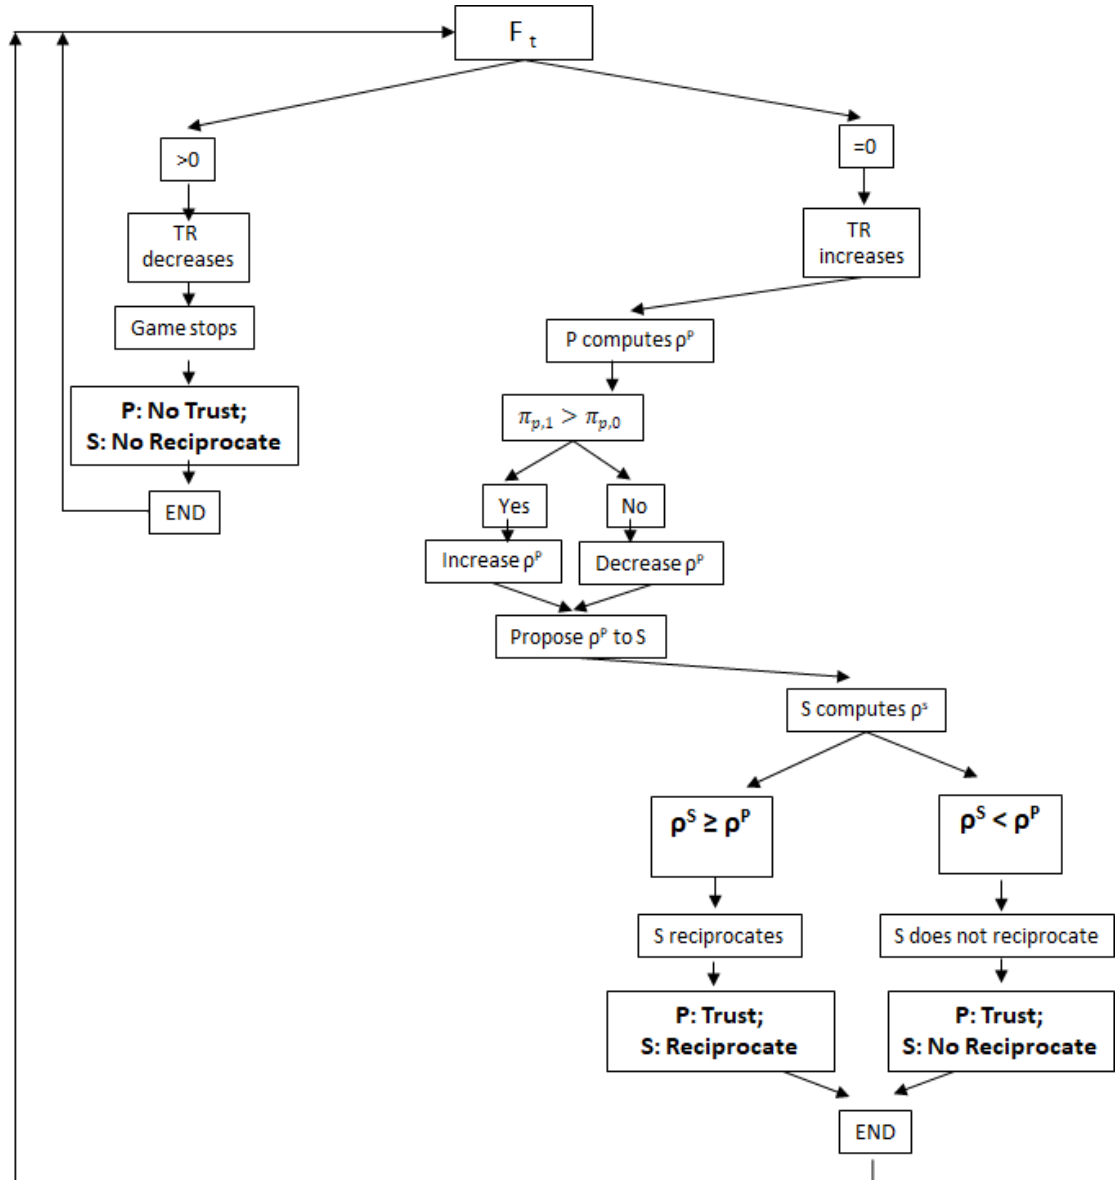 F t
>0
=0
TR
decreases
TR
increases
Game stops
P computes ρᴾ
P: No Trust;
S: No Reciprocate
π_{p,1} > π_{p,0}
END
Yes
No
Increase ρᴾ
Decrease ρᴾ
Propose ρᴾ to S
S computes ρˢ
ρS ≥ ρP
ρS < ρP
S reciprocates
S does not reciprocate
P: Trust;
S: Reciprocate
P: Trust;
S: No Reciprocate
END